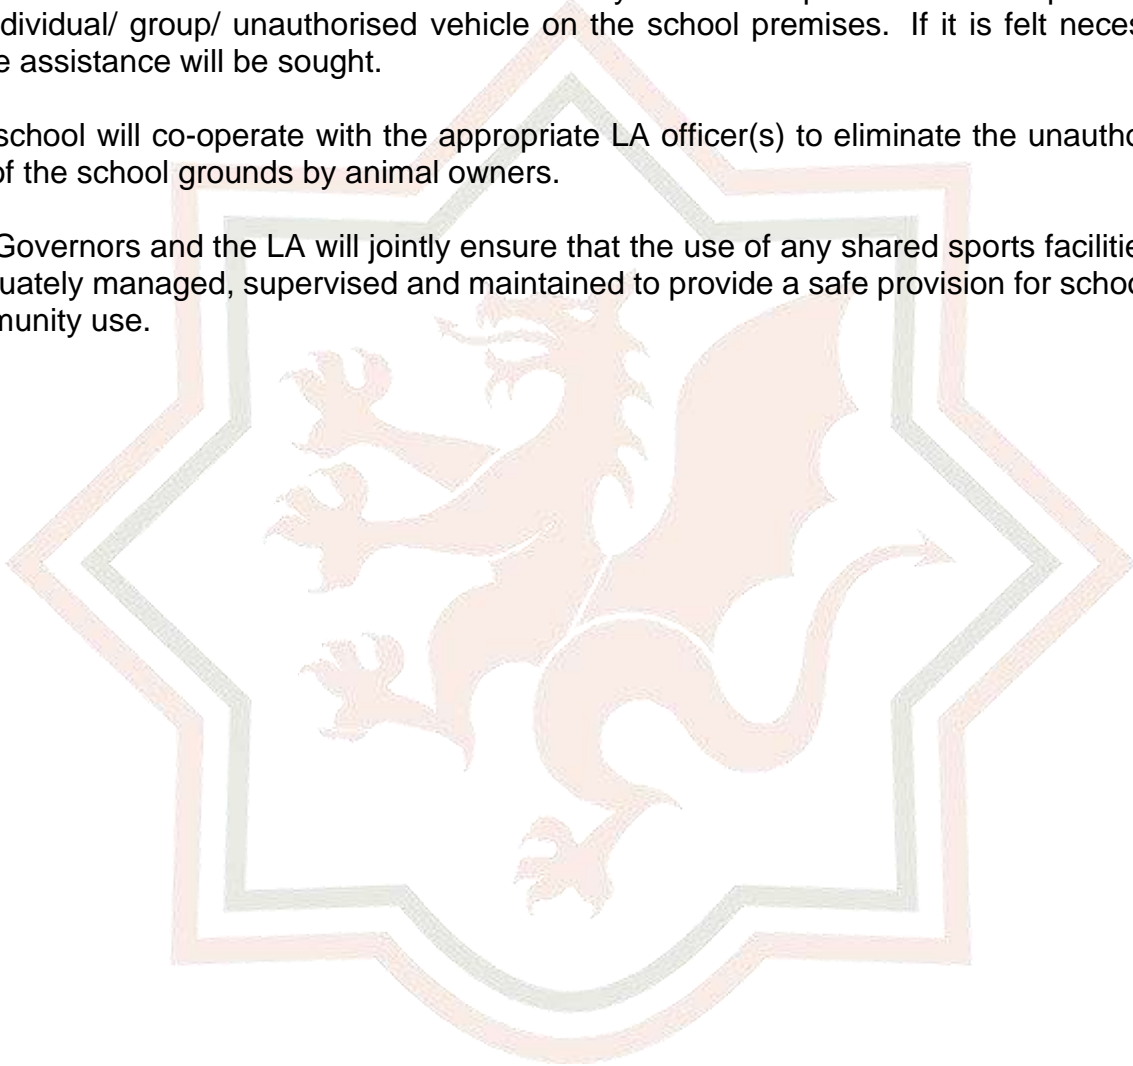 dividual/ group/ unauthorised vehicle on the school premises. If it is felt neces
e assistance will be sought.
school will co-operate with the appropriate LA officer(s) to eliminate the unautho
of the school grounds by animal owners.
Governors and the LA will jointly ensure that the use of any shared sports facilitie
uately managed, supervised and maintained to provide a safe provision for schoo
munity use.